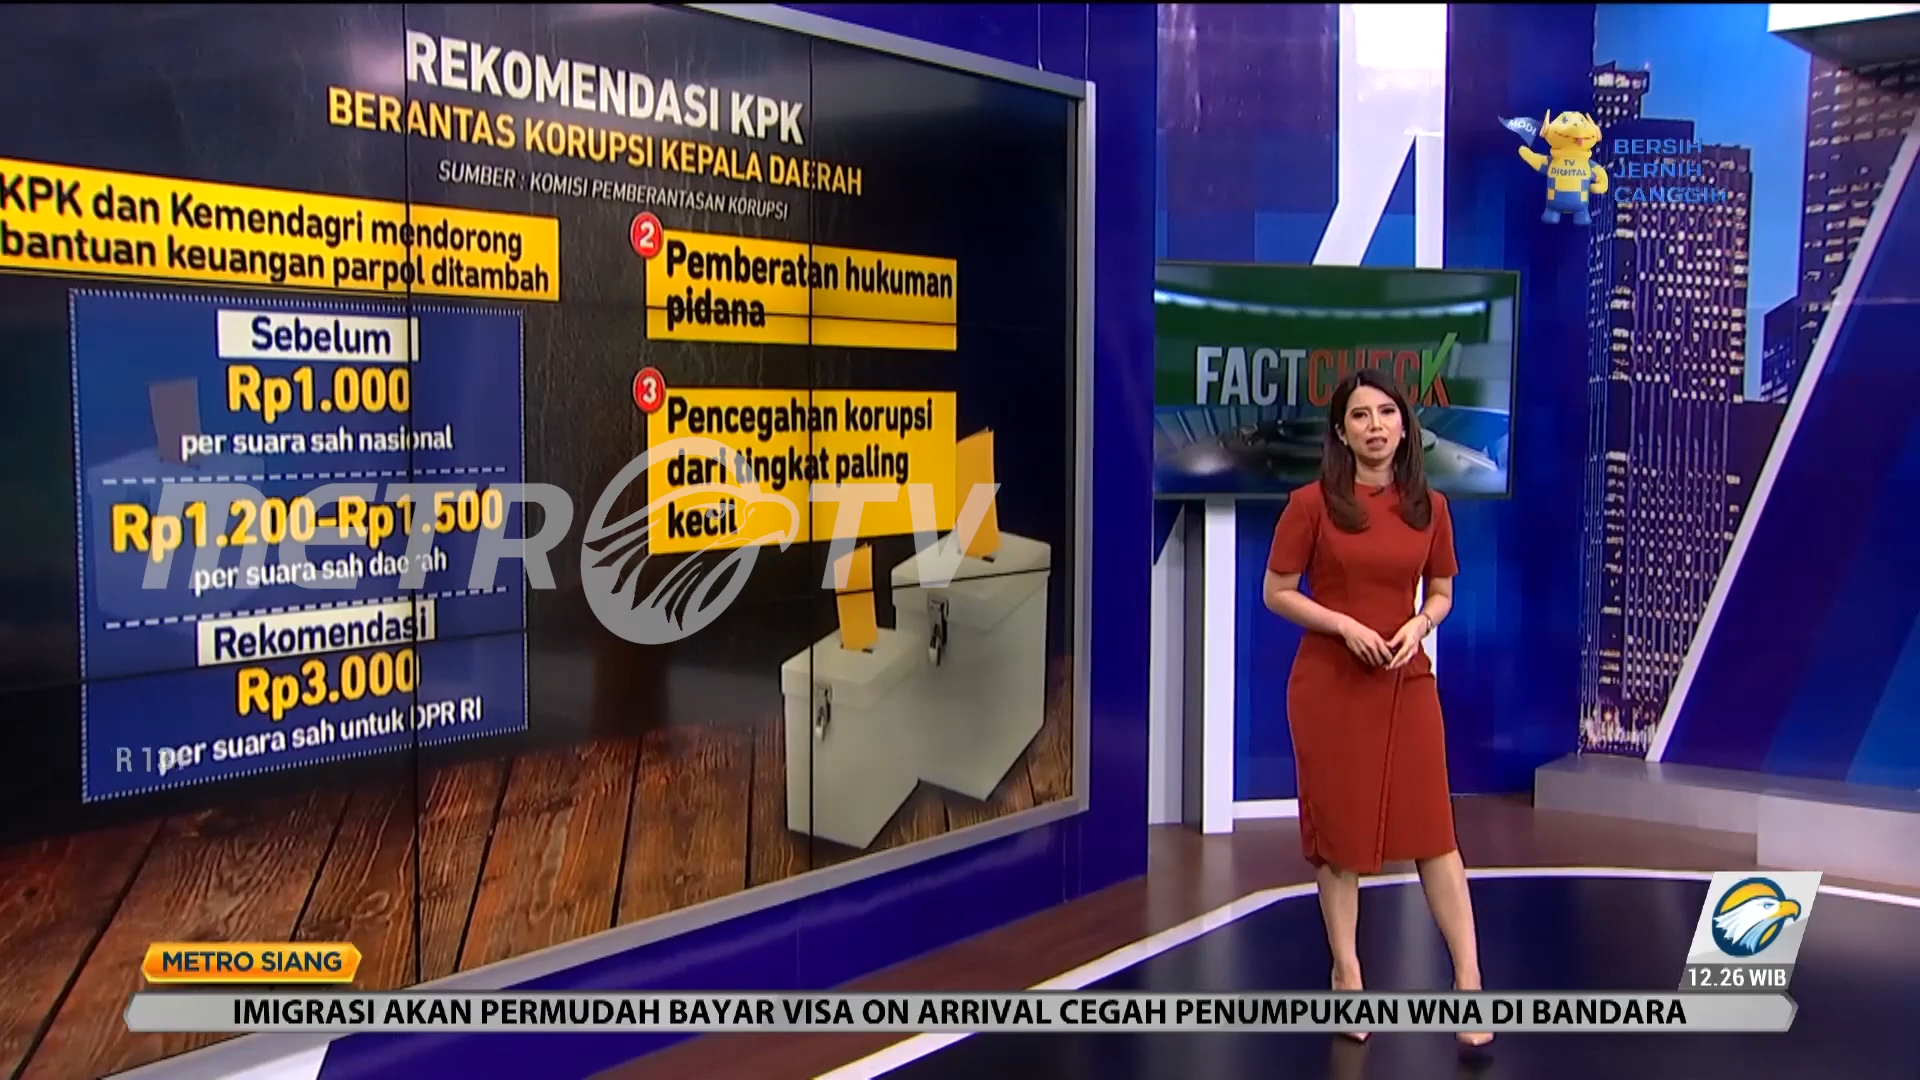 REKOMENDASI KPK
BERANTAS KORUPSI KEPALA DAERAH
SUMBER : KOMISI PEMBERANTASAN KORUPSI
KPK dan Kemendagri mendorong
bantuan keuangan parpol ditambah
Sebelum
Rp1.000
per suara sah nasional
Rp1.200-Rp1.500
per suara sah daerah
Rekomendasi
Rp3.000
per suara sah untuk DPR RI
2
Pemberatan hukuman
pidana
3
Pencegahan korupsi
dari tingkat paling
kecil
METRO TV
FACTCHECK
MODI
TV
DIGITAL
BERSIH
JERNIH
CANGGIH
METRO SIANG
12.26 WIB
IMIGRASI AKAN PERMUDAH BAYAR VISA ON ARRIVAL CEGAH PENUMPUKAN WNA DI BANDARA